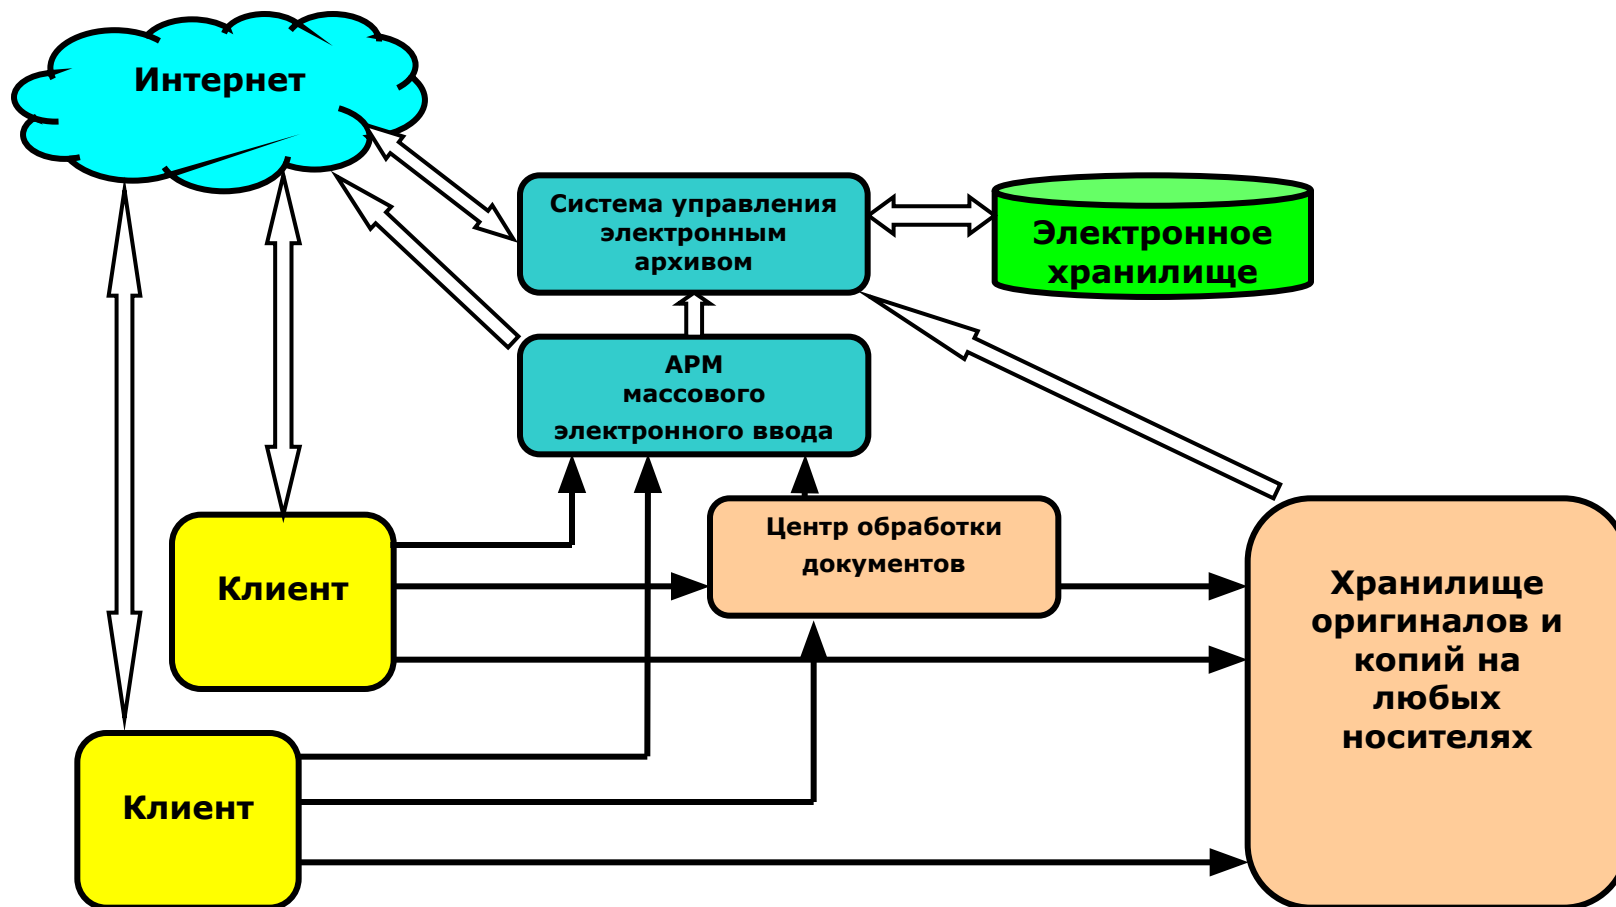 Интернет
Система управления
электронным
архивом
Электронное
хранилище
АРМ
массового
электронного ввода
Центр обработки
документов
Клиент
Хранилище
оригиналов и
копий на
любых
носителях
Клиент